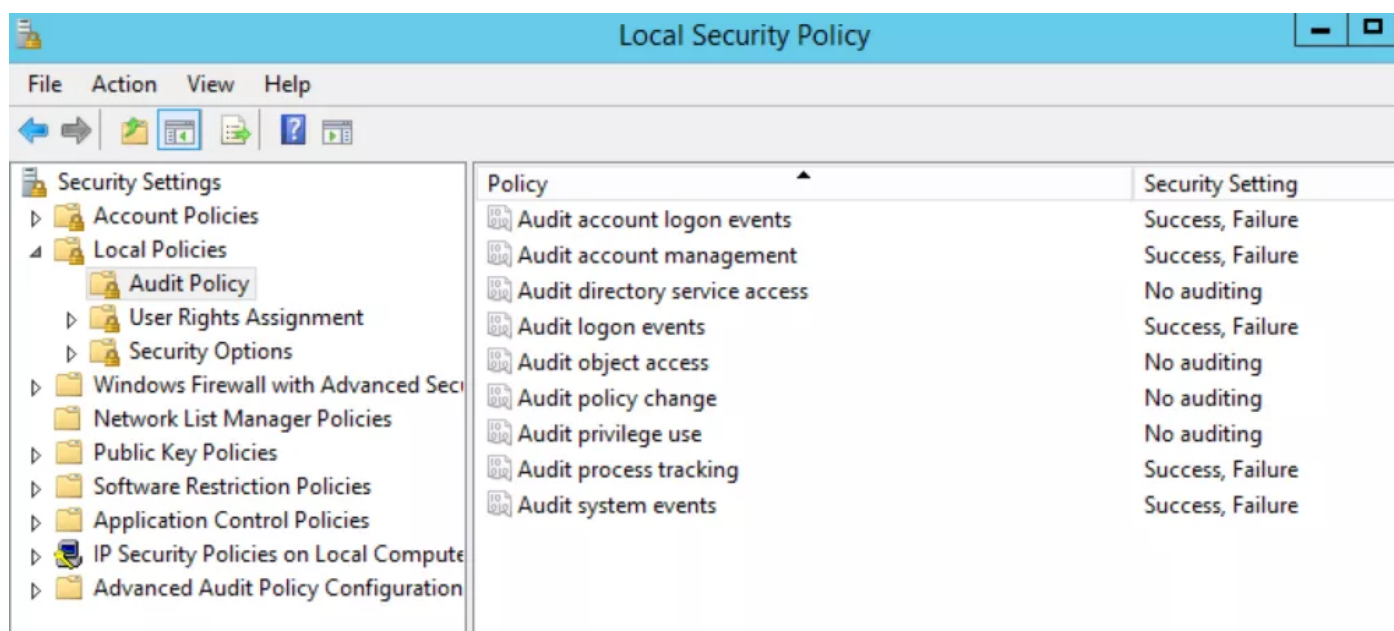 Local Security Policy
File Action View Help
Security Settings
Account Policies
Local Policies
Audit Policy
User Rights Assignment
Security Options
Windows Firewall with Advanced Secu
Network List Manager Policies
Public Key Policies
Software Restriction Policies
Application Control Policies
IP Security Policies on Local Compute
Advanced Audit Policy Configuration
Policy Security Setting
Audit account logon events Success, Failure
Audit account management Success, Failure
Audit directory service access No auditing
Audit logon events Success, Failure
Audit object access No auditing
Audit policy change No auditing
Audit privilege use No auditing
Audit process tracking Success, Failure
Audit system events Success, Failure